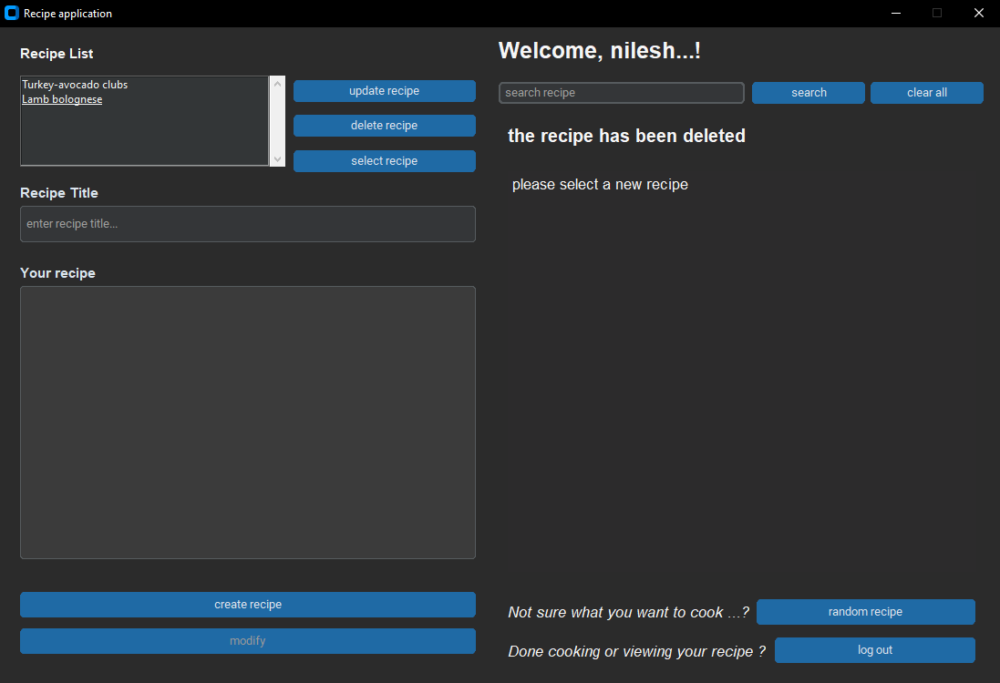 Recipe application
Recipe List
Turkey-avocado clubs
Lamb bolognese
update recipe
delete recipe
select recipe
Recipe Title
enter recipe title...
Your recipe
create recipe
modify
Welcome, nilesh...!
search recipe
search
clear all
the recipe has been deleted
please select a new recipe
Not sure what you want to cook ...?
random recipe
Done cooking or viewing your recipe ?
log out